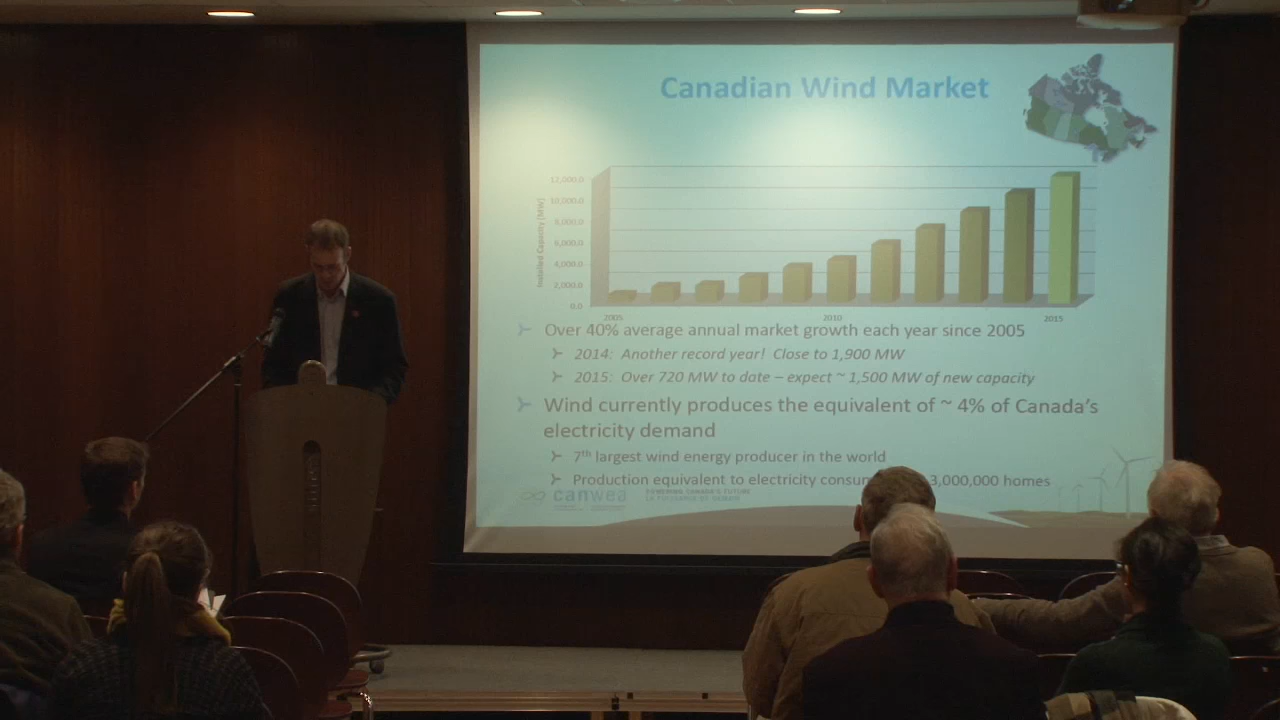 Canadian Wind Market
12,000.0
10,000.0
8,000.0
6,000.0
4,000.0
2,000.0
0.0
Installed Capacity (MW)
2005
2010
2015
Over 40% average annual market growth each year since 2005
2014: Another record year! Close to 1,900 MW
2015: Over 720 MW to date – expect ~ 1,500 MW of new capacity
Wind currently produces the equivalent of ~ 4% of Canada's
electricity demand
7th largest wind energy producer in the world
Production equivalent to electricity 3,000,000 homes
canwea
POWERING CANADA'S FUTURE